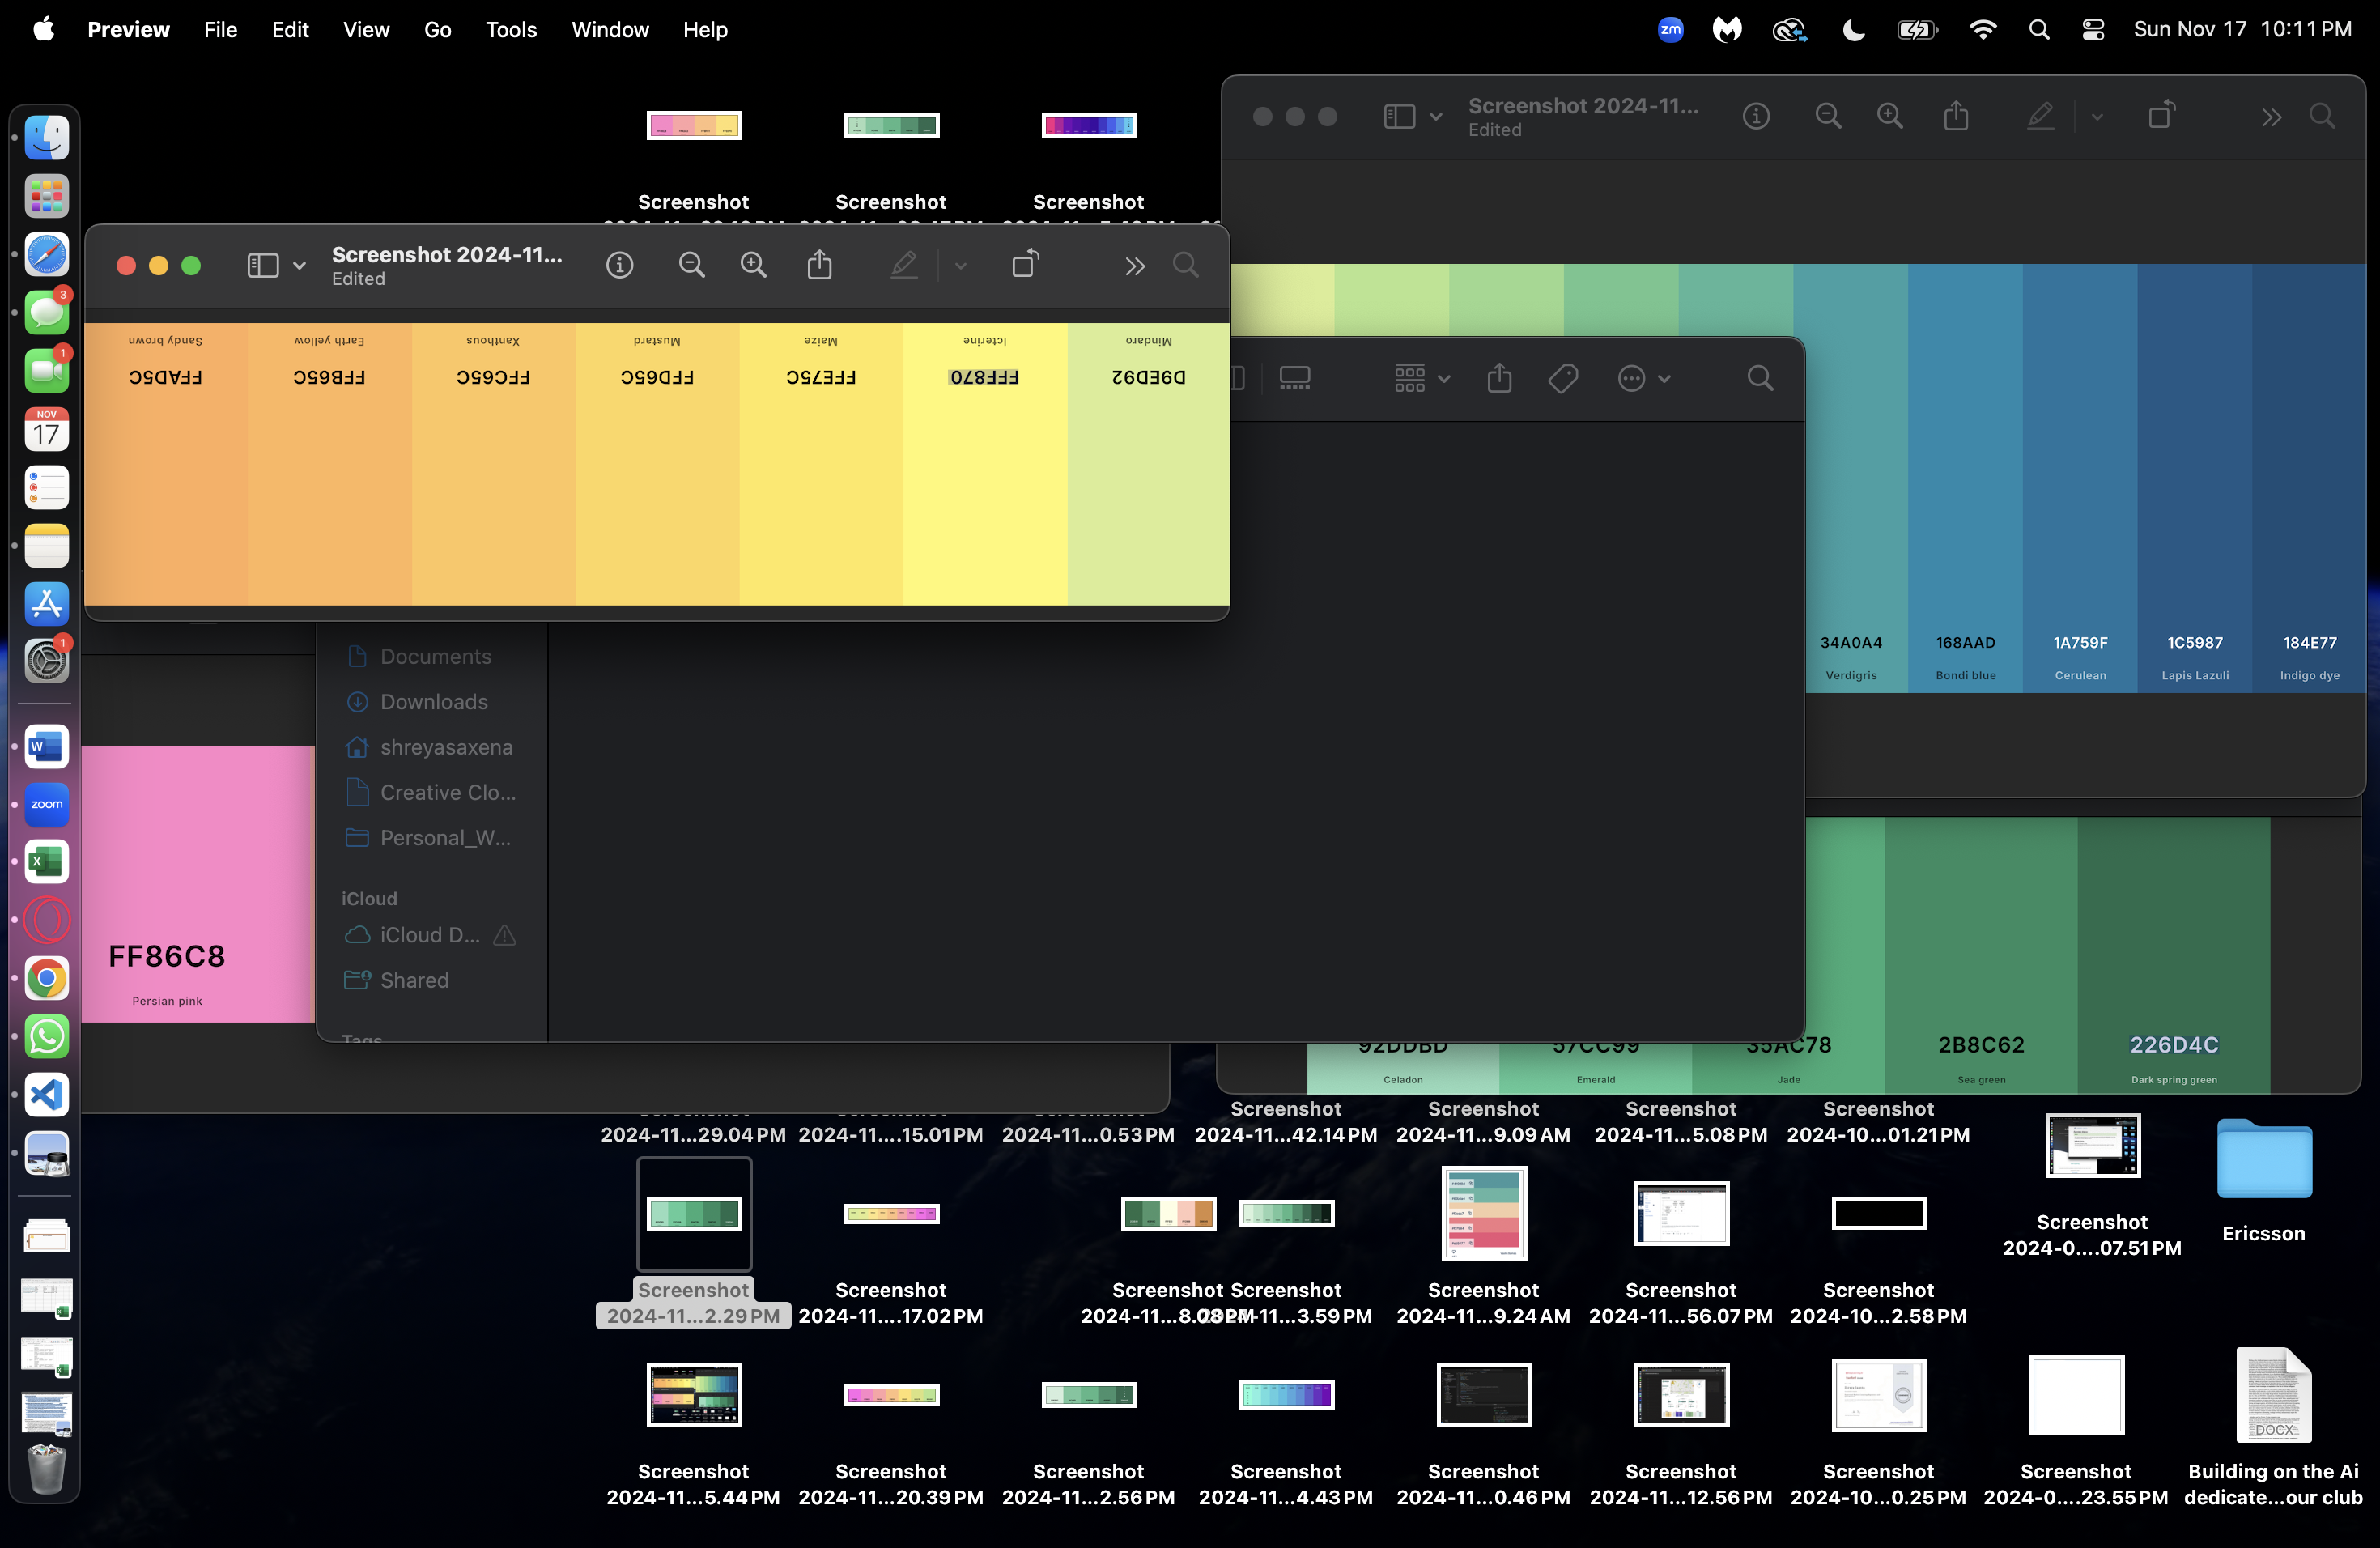 Preview File Edit View Go Tools Window Help
zm
Sun Nov 17 10:11 PM
Screenshot
Screenshot
Screenshot
Screenshot 2024-11...
Edited
Screenshot 2024-11...
Edited
Sandy brown Earth yellow Xanthous Mustard Maize Icterine Mindaro
FFAD5C FFB95C FFC65C FFD65C FFE75C FFF870 D9ED92
34A0A4 168AAD 1A759F 1C5987 184E77
Verdigris Bondi blue Cerulean Lapis Lazuli Indigo dye
3
1
NOV
17
1
W
zoom
X
Documents
Downloads
shreyasaxena
Creative Clo...
Personal_W...
iCloud
iCloud D...
Shared
Tags
FF86C8
Persian pink
92DDBD 57CC99 35AC78 2B8C62 226D4C
Celadon Emerald Jade Sea green Dark spring green
2024-11...29.04 PM
2024-11....15.01 PM
2024-11...0.53 PM
Screenshot
2024-11...42.14 PM
Screenshot
2024-11...9.09 AM
Screenshot
2024-11...5.08 PM
Screenshot
2024-10...01.21 PM
Screenshot
2024-0....07.51 PM
Ericsson
Screenshot
2024-11...2.29 PM
Screenshot
2024-11....17.02 PM
Screenshot
2024-11...8.08 PM
Screenshot
2024-11...3.59 PM
Screenshot
2024-11...9.24 AM
Screenshot
2024-11...56.07 PM
Screenshot
2024-10...2.58 PM
Screenshot
2024-11...5.44 PM
Screenshot
2024-11...20.39 PM
Screenshot
2024-11...2.56 PM
Screenshot
2024-11...4.43 PM
Screenshot
2024-11...0.46 PM
Screenshot
2024-11...12.56 PM
Screenshot
2024-10...0.25 PM
Screenshot
2024-0....23.55 PM
DOCX
Building on the Ai
dedicate...our club